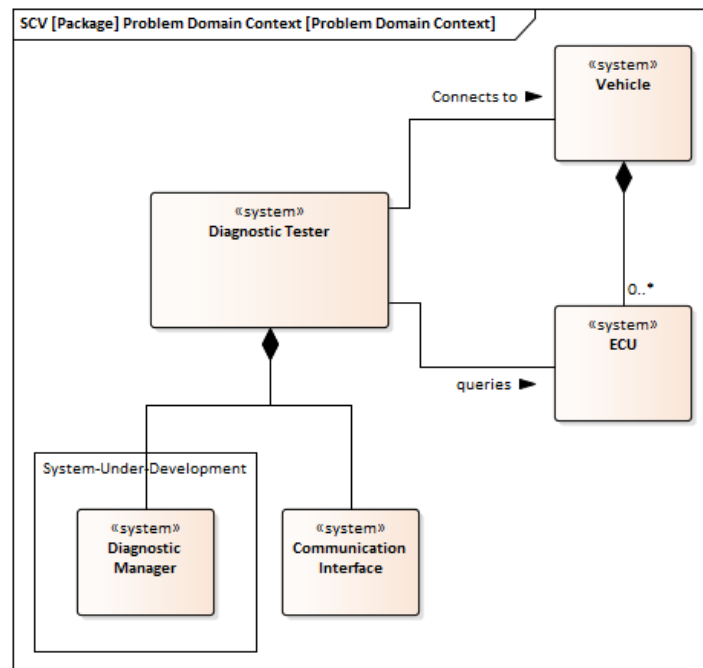 SCV [Package] Problem Domain Context [Problem Domain Context]
«system»
Vehicle
Connects to
«system»
Diagnostic Tester
0..*
«system»
ECU
queries
System-Under-Development
«system»
Diagnostic
Manager
«system»
Communication
Interface